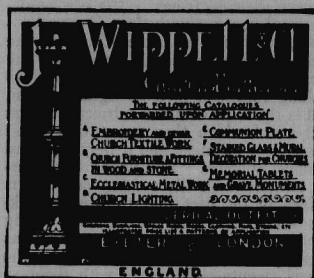 J. WIPPELL & Co
THE FOLLOWING CATALOGUES
FORWARDED UPON APPLICATION
A. EMBROIDERY AND OTHER
CHURCH TEXTILE WORK.
B. CHURCH FURNITURE & FITTINGS
IN WOOD AND STONE.
C. ECCLESIASTICAL METAL WORK
D. CHURCH LIGHTING.
E. COMMUNION PLATE.
F. STAINED GLASS & MURAL
DECORATION FOR CHURCHES
G. MEMORIAL TABLETS
AND GRAVE MONUMENTS
EXETER LONDON
ENGLAND.